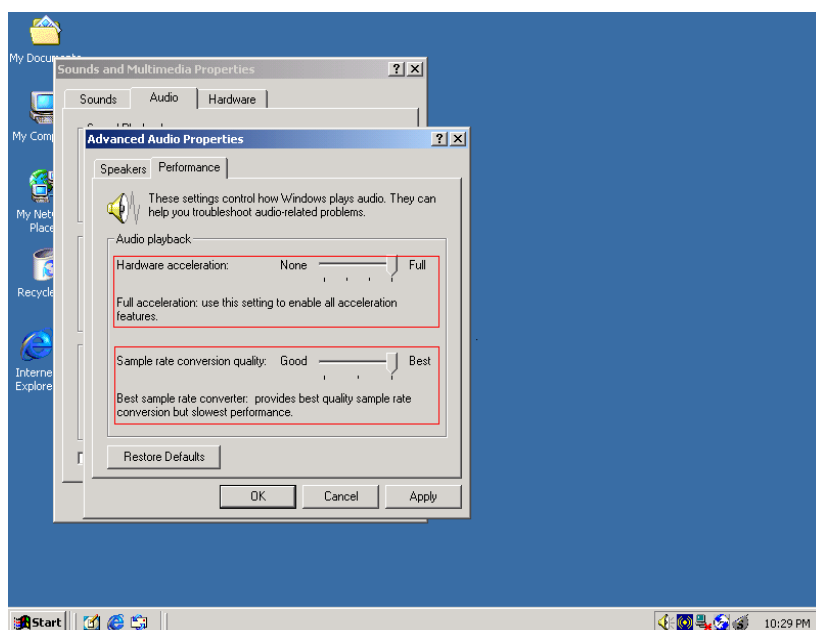 My Documents
Sounds and Multimedia Properties
Sounds Audio Hardware
My Com
Advanced Audio Properties
Speakers Performance
These settings control how Windows plays audio. They can
help you troubleshoot audio-related problems.
My Net
Place
Audio playback
Hardware acceleration: None Full
Recycle
Full acceleration: use this setting to enable all acceleration
features.
Sample rate conversion quality: Good Best
Interne
Explore
Best sample rate converter: provides best quality sample rate
conversion but slowest performance.
Restore Defaults
OK Cancel Apply
Start 10:29 PM